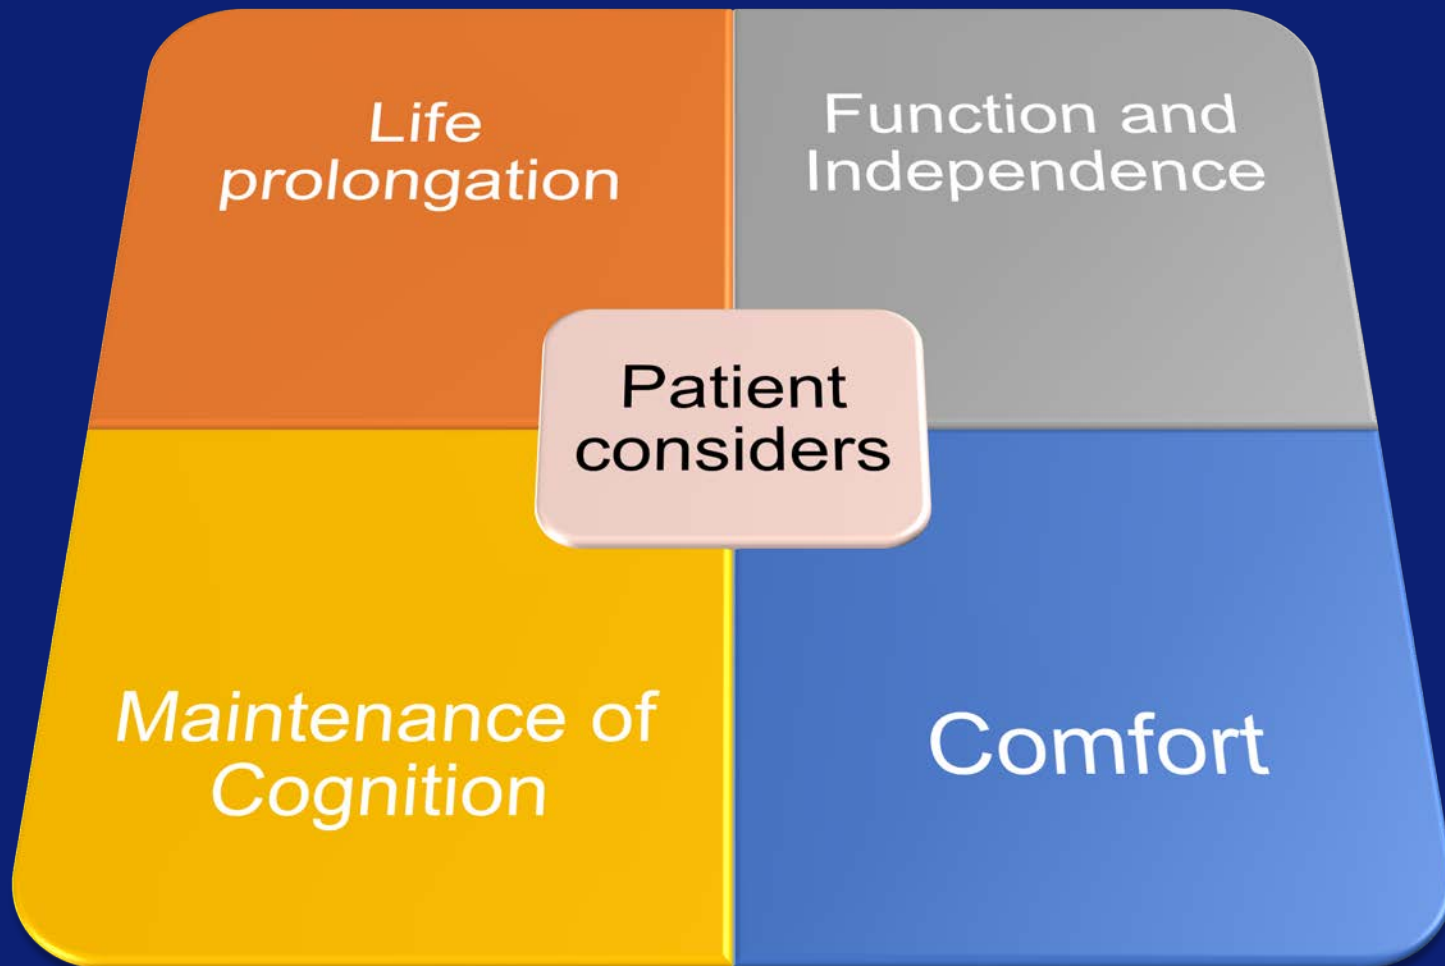 Life
prolongation
Function and
Independence
Patient
considers
Maintenance of
Cognition
Comfort